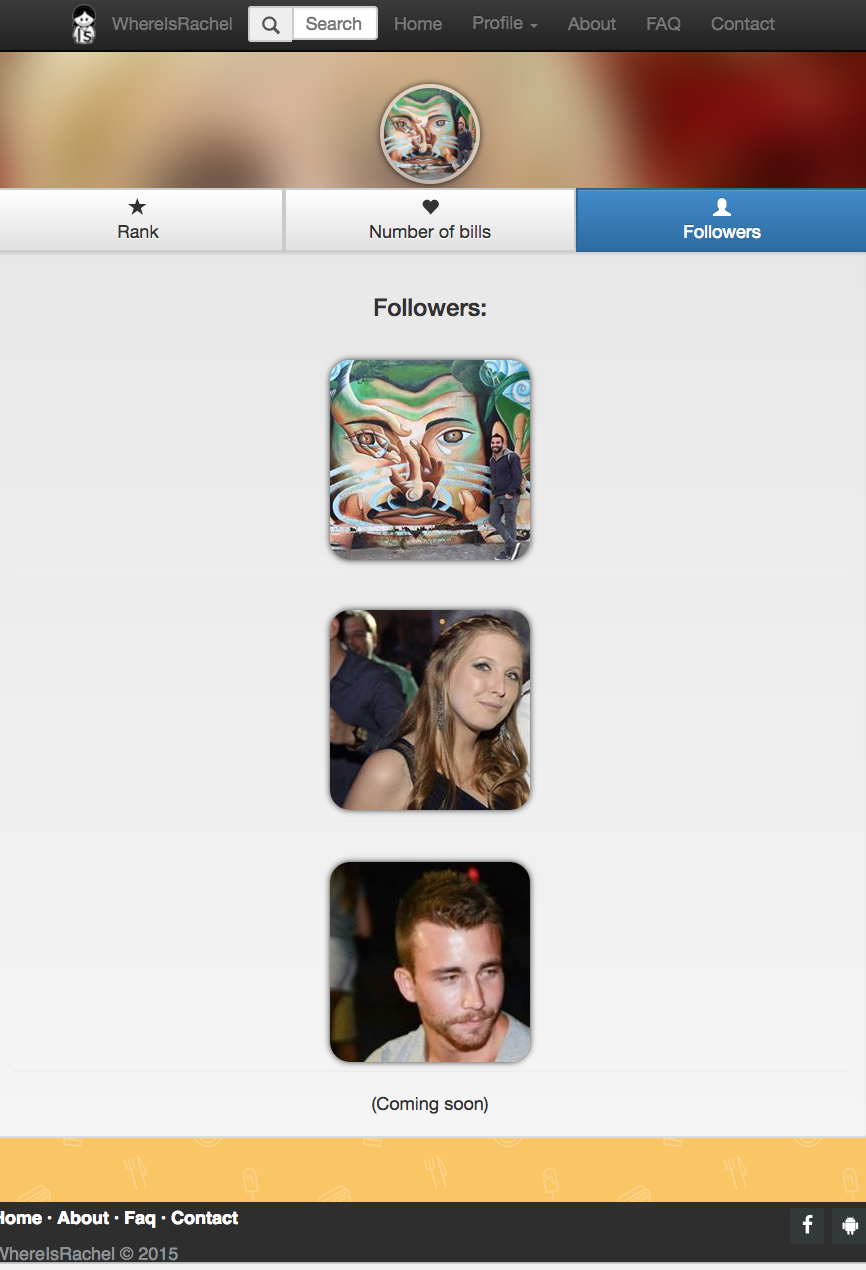 WhereIsRachel Search Home Profile About FAQ Contact
Rank Number of bills Followers
Followers:
(Coming soon)
Home · About · Faq · Contact
WhereIsRachel © 2015